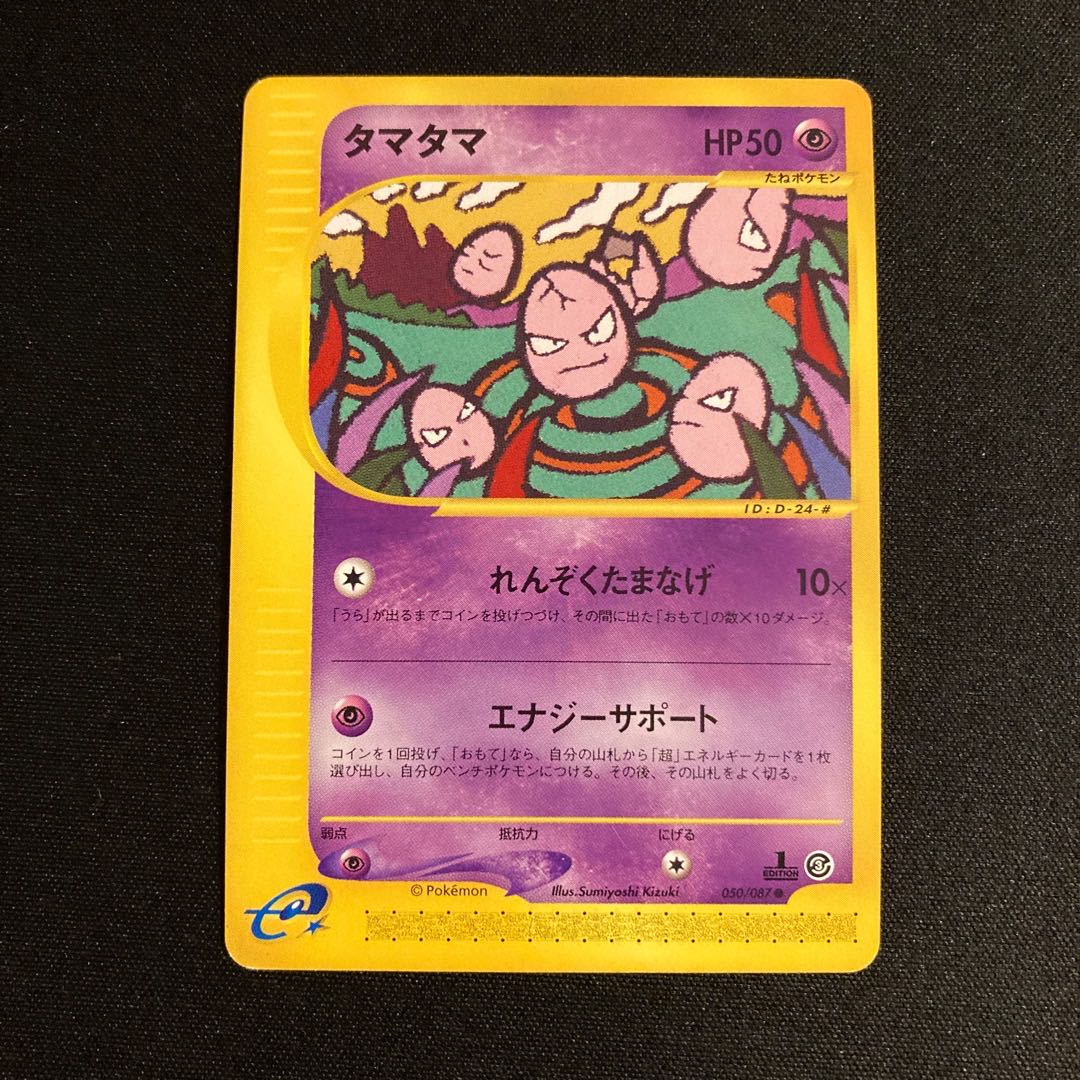 タマタマ HP50
たねポケモン
ID:D-24-#
れんぞくたまなげ 10×
「うら」が出るまでコインを投げつづけ、その間に出た「おもて」の数×10ダメージ。
エナジーサポート
コインを1回投げ、「おもて」なら、自分の山札から「超」エネルギーカードを1枚
選び出し、自分のベンチポケモンにつける。その後、その山札をよく切る。
弱点 抵抗力 にげる
1 EDITION 3
© Pokémon Illus.Sumiyoshi Kizuki 050/087 ●
e